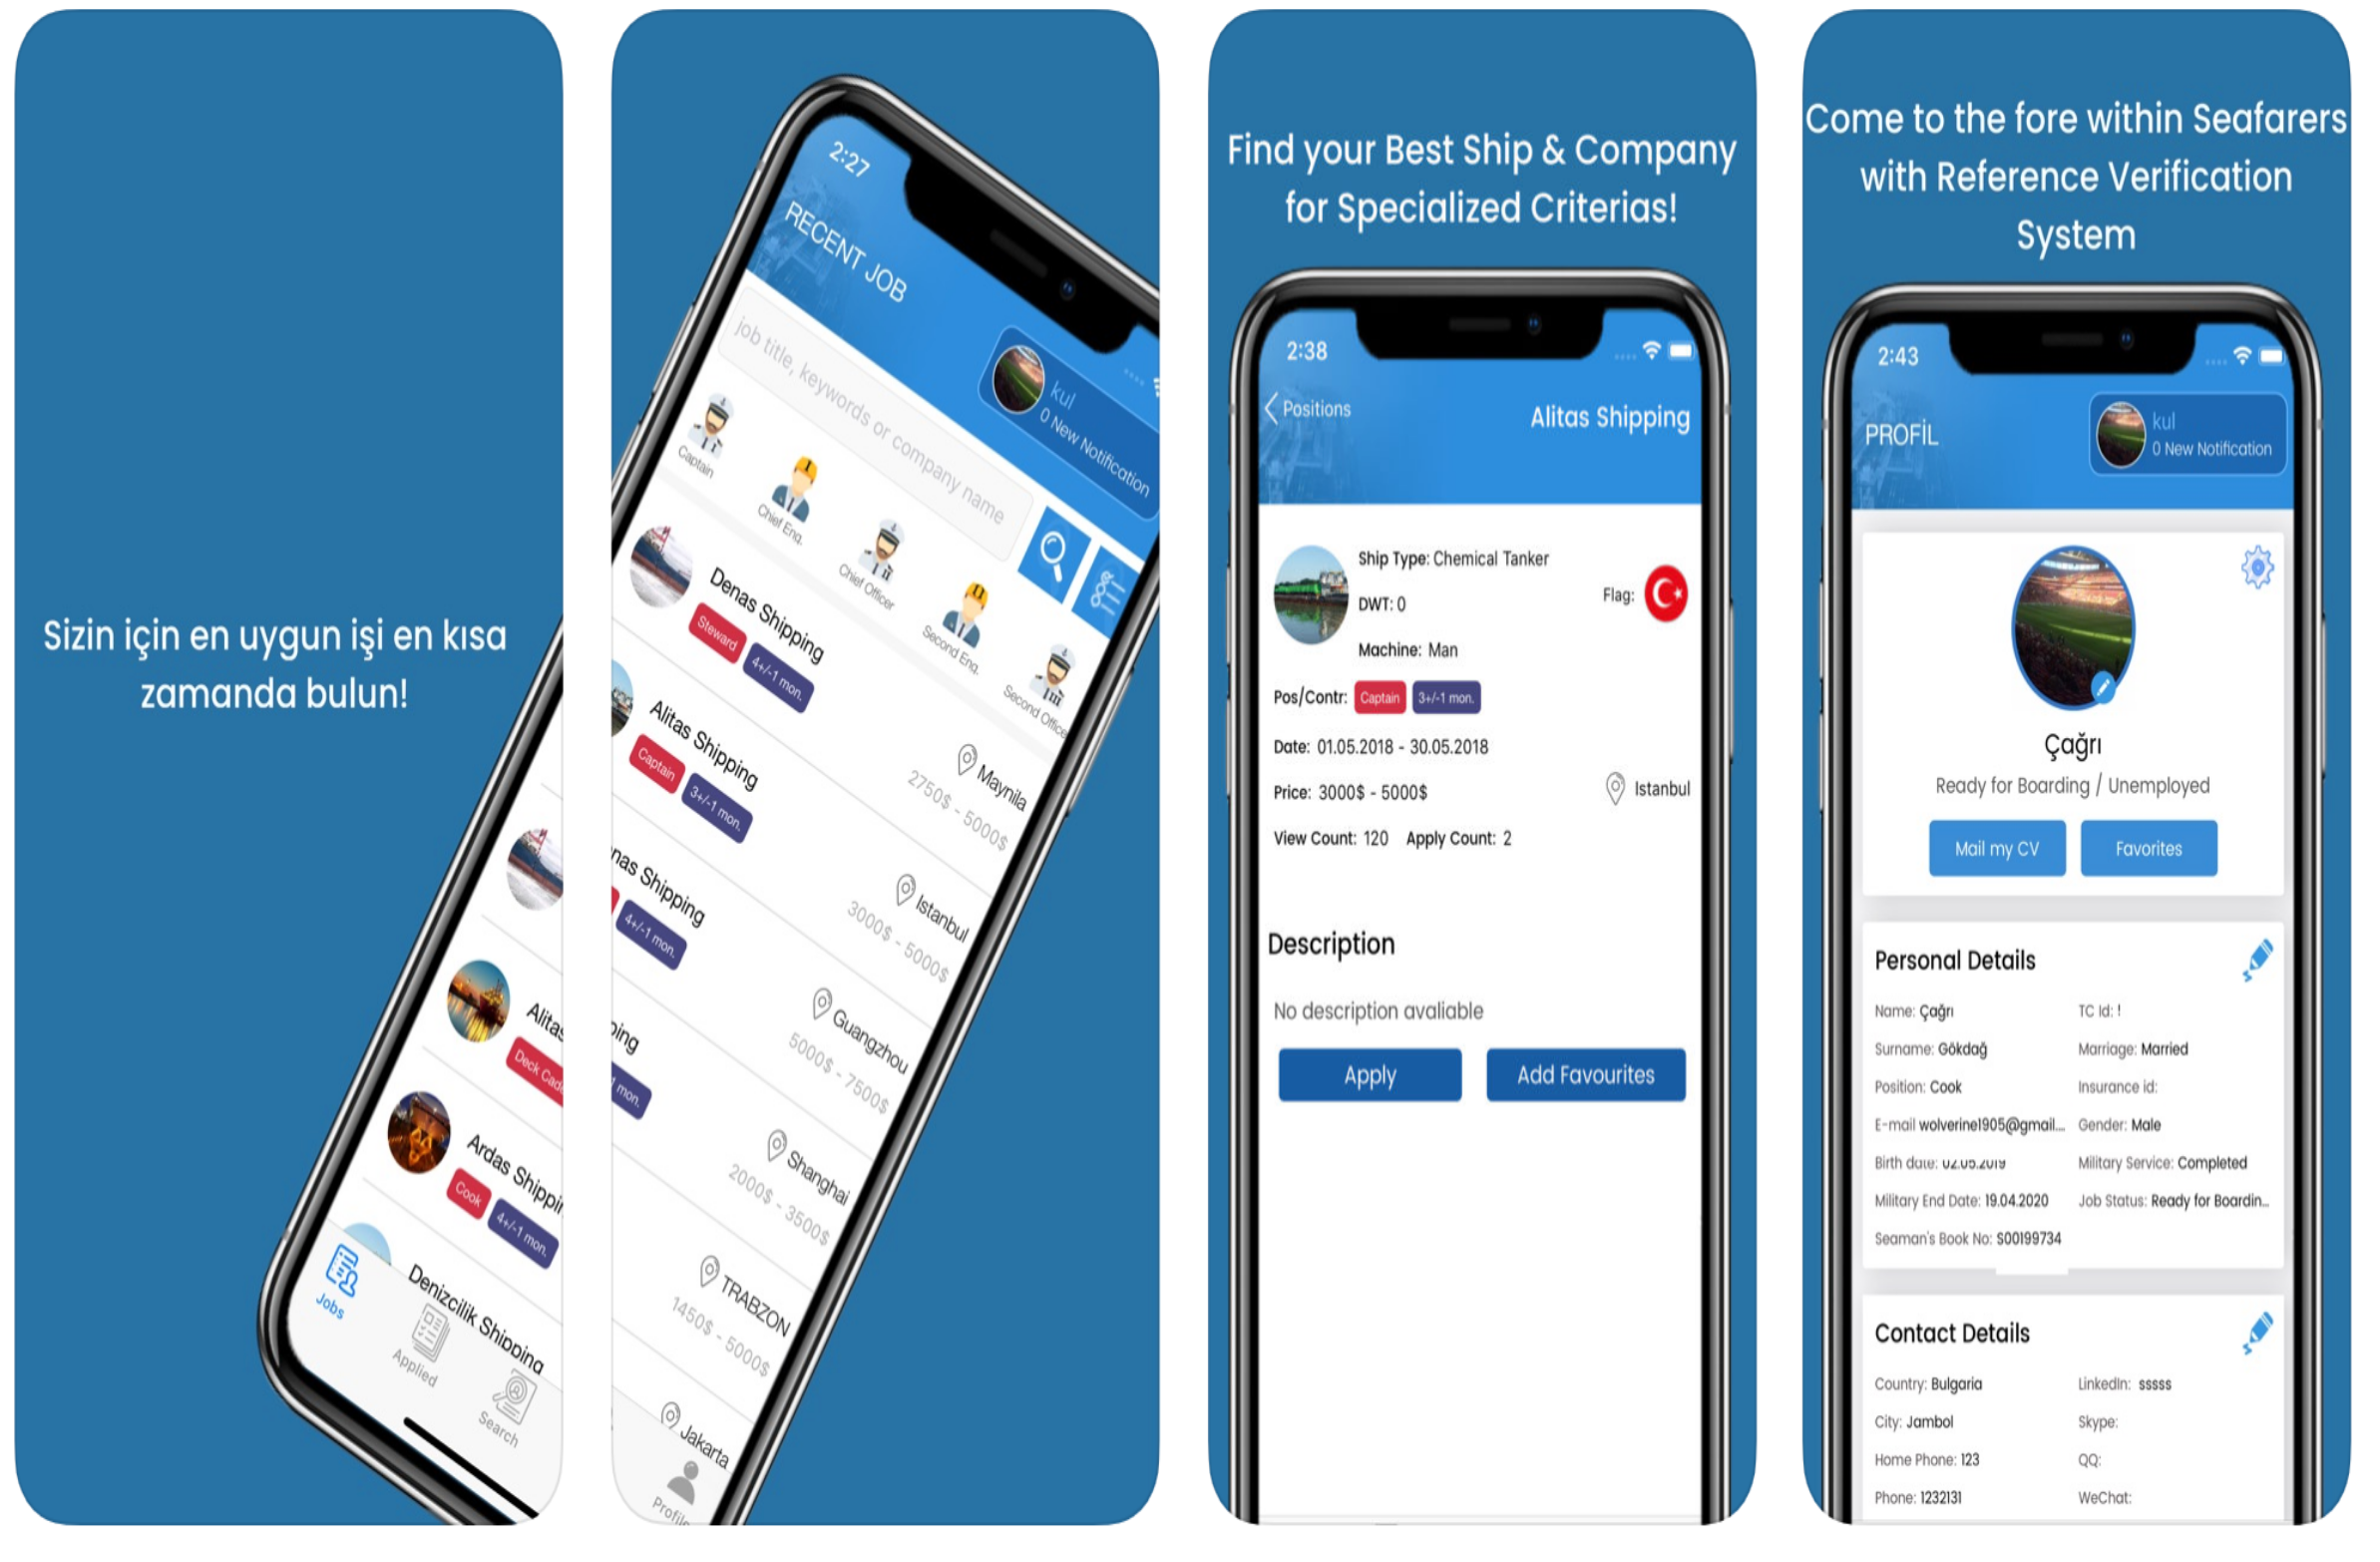 Sizin için en uygun işi en kısa
zamanda bulun!
Alitas
Deck Cade
Ardas Shippin
Cook
4+/-1 mon.
Denizcilik Shipping
Jobs
Applied
Search
2:27
RECENT JOB
kul
0 New Notification
job title, keywords or company name
Captain
Chief Eng.
Chief Officer
Second Eng.
Second Office
Denas Shipping
Steward
4+/-1 mon.
Maynila
2750$ - 5000$
Alitas Shipping
Captain
3+/-1 mon.
Istanbul
3000$ - 5000$
nas Shipping
4+/-1 mon.
Guangzhou
5000$ - 7500$
ping
1 mon.
Shanghai
2000$ - 3500$
TRABZON
1450$ - 5000$
Jakarta
Profile
Find your Best Ship & Company
for Specialized Criterias!
2:38
Positions
Alitas Shipping
Ship Type: Chemical Tanker
DWT: 0
Flag:
Machine: Man
Pos/Contr: Captain 3+/-1 mon.
Date: 01.05.2018 - 30.05.2018
Price: 3000$ - 5000$
Istanbul
View Count: 120 Apply Count: 2
Description
No description avaliable
Apply
Add Favourites
Come to the fore within Seafarers
with Reference Verification
System
2:43
PROFİL
kul
0 New Notification
Çağrı
Ready for Boarding / Unemployed
Mail my CV
Favorites
Personal Details
Name: Çağrı TC Id: !
Surname: Gökdağ Marriage: Married
Position: Cook Insurance id:
E-mail wolverine1905@gmail... Gender: Male
Birth date: 02.05.2019 Military Service: Completed
Military End Date: 19.04.2020 Job Status: Ready for Boardin...
Seaman's Book No: S00199734
Contact Details
Country: Bulgaria LinkedIn: sssss
City: Jambol Skype:
Home Phone: 123 QQ:
Phone: 1232131 WeChat: